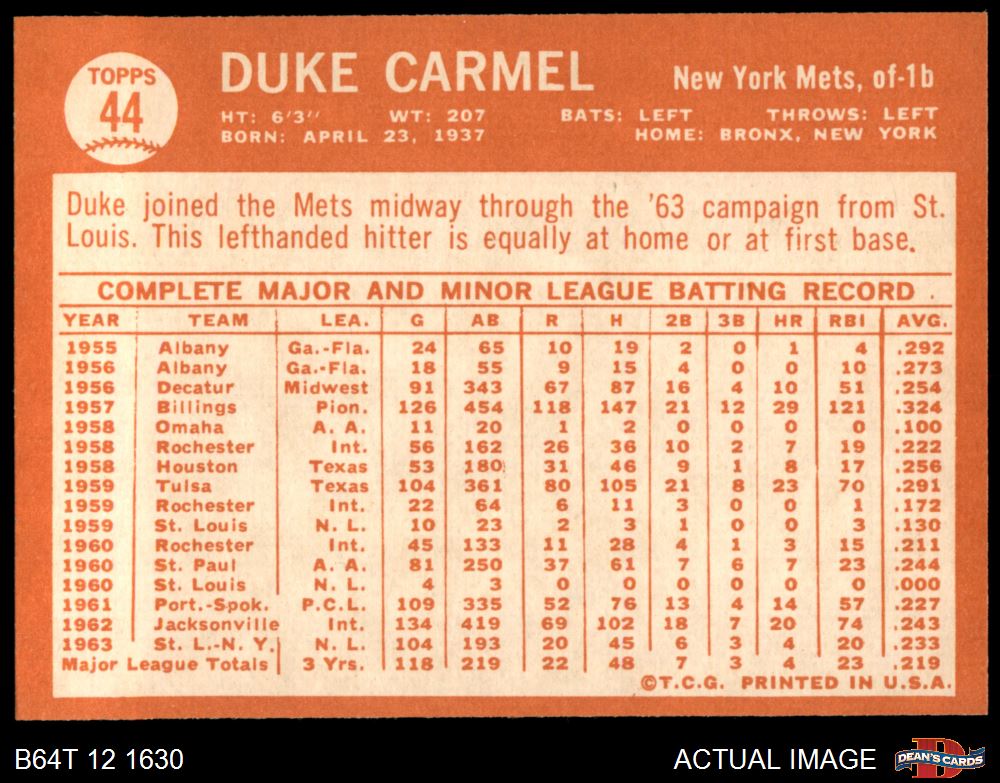 TOPPS
44
DUKE CARMEL
New York Mets, of-1b
HT: 6'3'' WT: 207 BATS: LEFT THROWS: LEFT
BORN: APRIL 23, 1937 HOME: BRONX, NEW YORK
Duke joined the Mets midway through the '63 campaign from St.
Louis. This lefthanded hitter is equally at home or at first base.
COMPLETE MAJOR AND MINOR LEAGUE BATTING RECORD
YEAR TEAM LEA. G AB R H 2B 3B HR RBI AVG.
1955 Albany Ga.-Fla. 24 65 10 19 2 0 1 4 .292
1956 Albany Ga.-Fla. 18 55 9 15 4 0 0 10 .273
1956 Decatur Midwest 91 343 67 87 16 4 10 51 .254
1957 Billings Pion. 126 454 118 147 21 12 29 121 .324
1958 Omaha A. A. 11 20 1 2 0 0 0 0 .100
1958 Rochester Int. 56 162 26 36 10 2 7 19 .222
1958 Houston Texas 53 180 31 46 9 1 8 17 .256
1959 Tulsa Texas 104 361 80 105 21 8 23 70 .291
1959 Rochester Int. 22 64 6 11 3 0 0 1 .172
1959 St. Louis N. L. 10 23 2 3 1 0 0 3 .130
1960 Rochester Int. 45 133 11 28 4 1 3 15 .211
1960 St. Paul A. A. 81 250 37 61 7 6 7 23 .244
1960 St. Louis N. L. 4 3 0 0 0 0 0 0 .000
1961 Port.-Spok. P.C.L. 109 335 52 76 13 4 14 57 .227
1962 Jacksonville Int. 134 419 69 102 18 7 20 74 .243
1963 St. L.-N. Y. N. L. 104 193 20 45 6 3 4 20 .233
Major League Totals 3 Yrs. 118 219 22 48 7 3 4 23 .219
©T.C.G. PRINTED IN U.S.A.
B64T 12 1630
ACTUAL IMAGE
D
DEAN'S CARDS